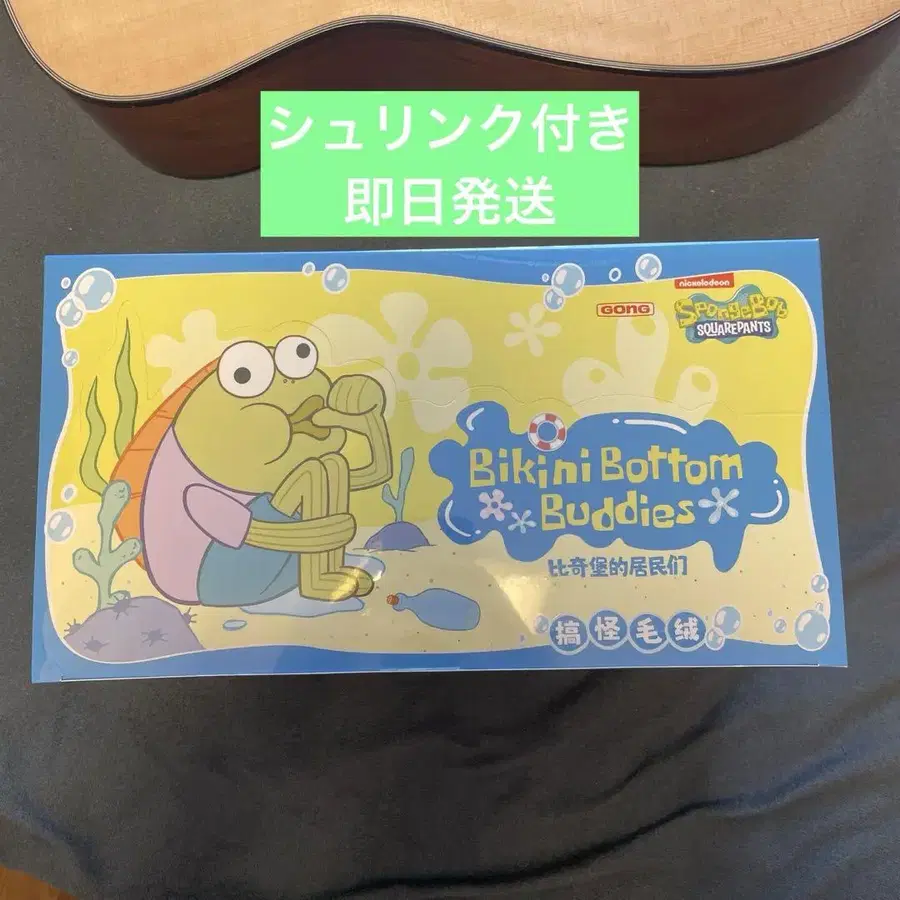 シュリンク付き
即日発送
nickelodeon
GONG
SpongeBob
SQUAREPANTS
Bikini Bottom
Buddies
比奇堡的居民们
搞怪毛绒